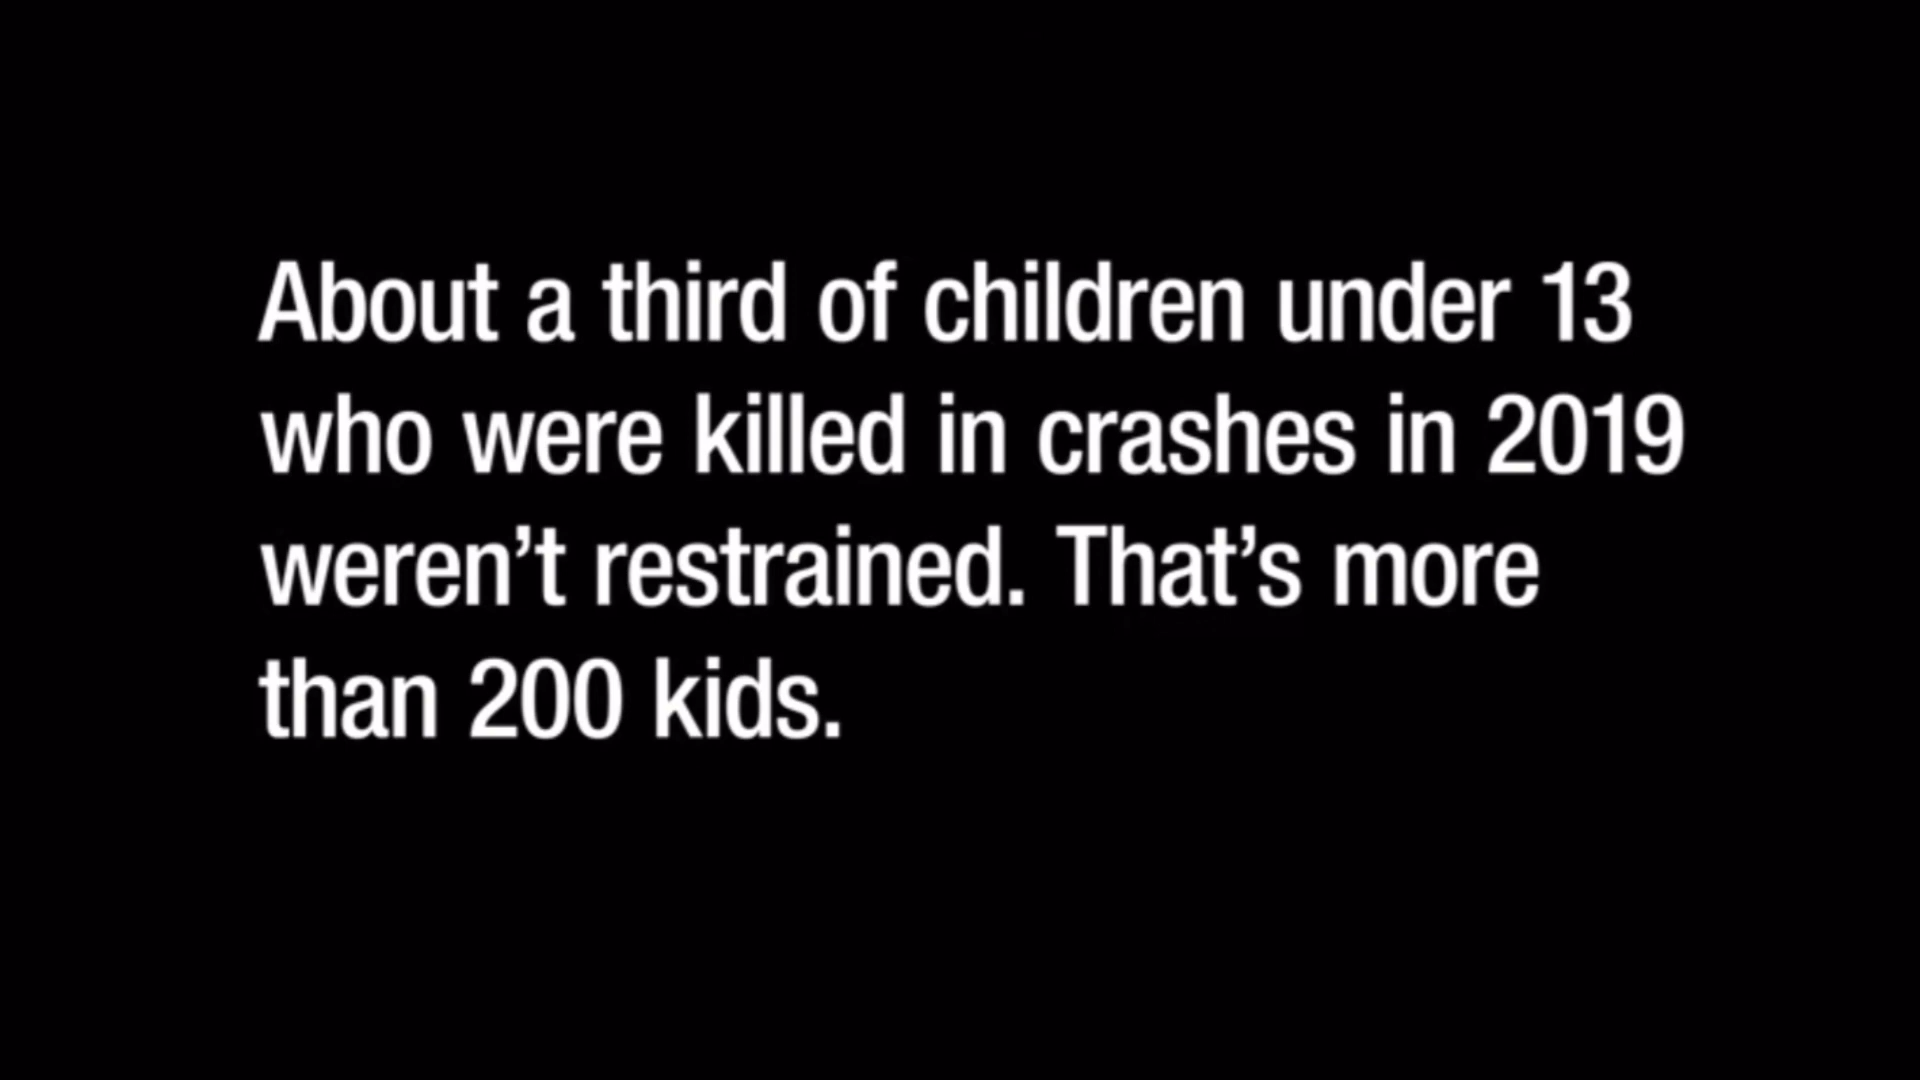 About a third of children under 13
who were killed in crashes in 2019
weren’t restrained. That’s more
than 200 kids.